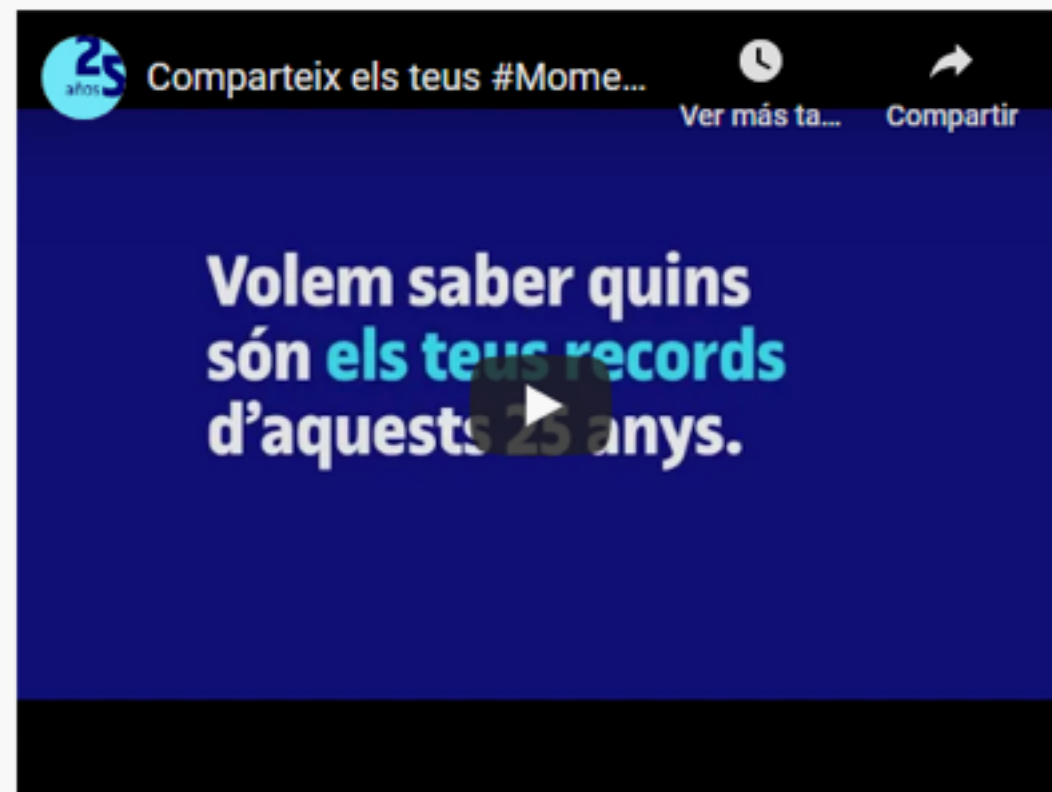 25
años
Comparteix els teus #Mome...
Ver más ta...
Compartir
Volem saber quins
són els teus records
d’aquests 25 anys.